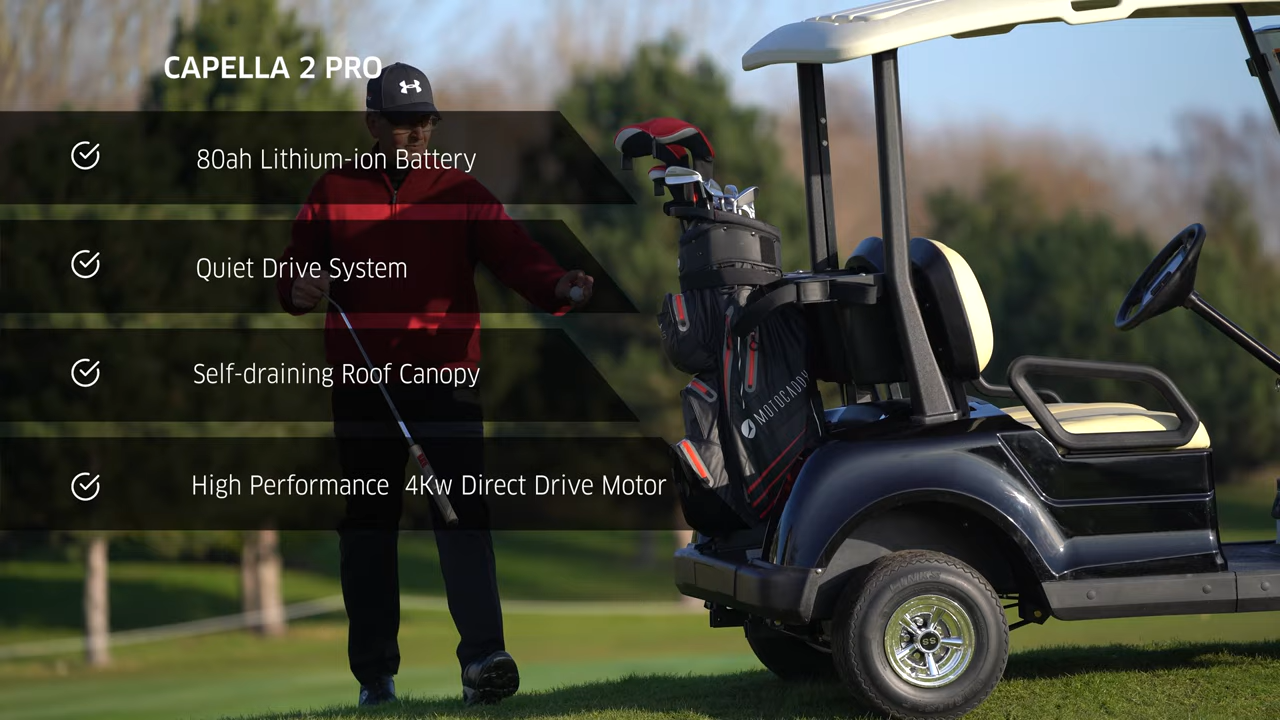 CAPELLA 2 PRO
80ah Lithium-ion Battery
Quiet Drive System
Self-draining Roof Canopy
High Performance 4Kw Direct Drive Motor
MOTOCADDY
SS